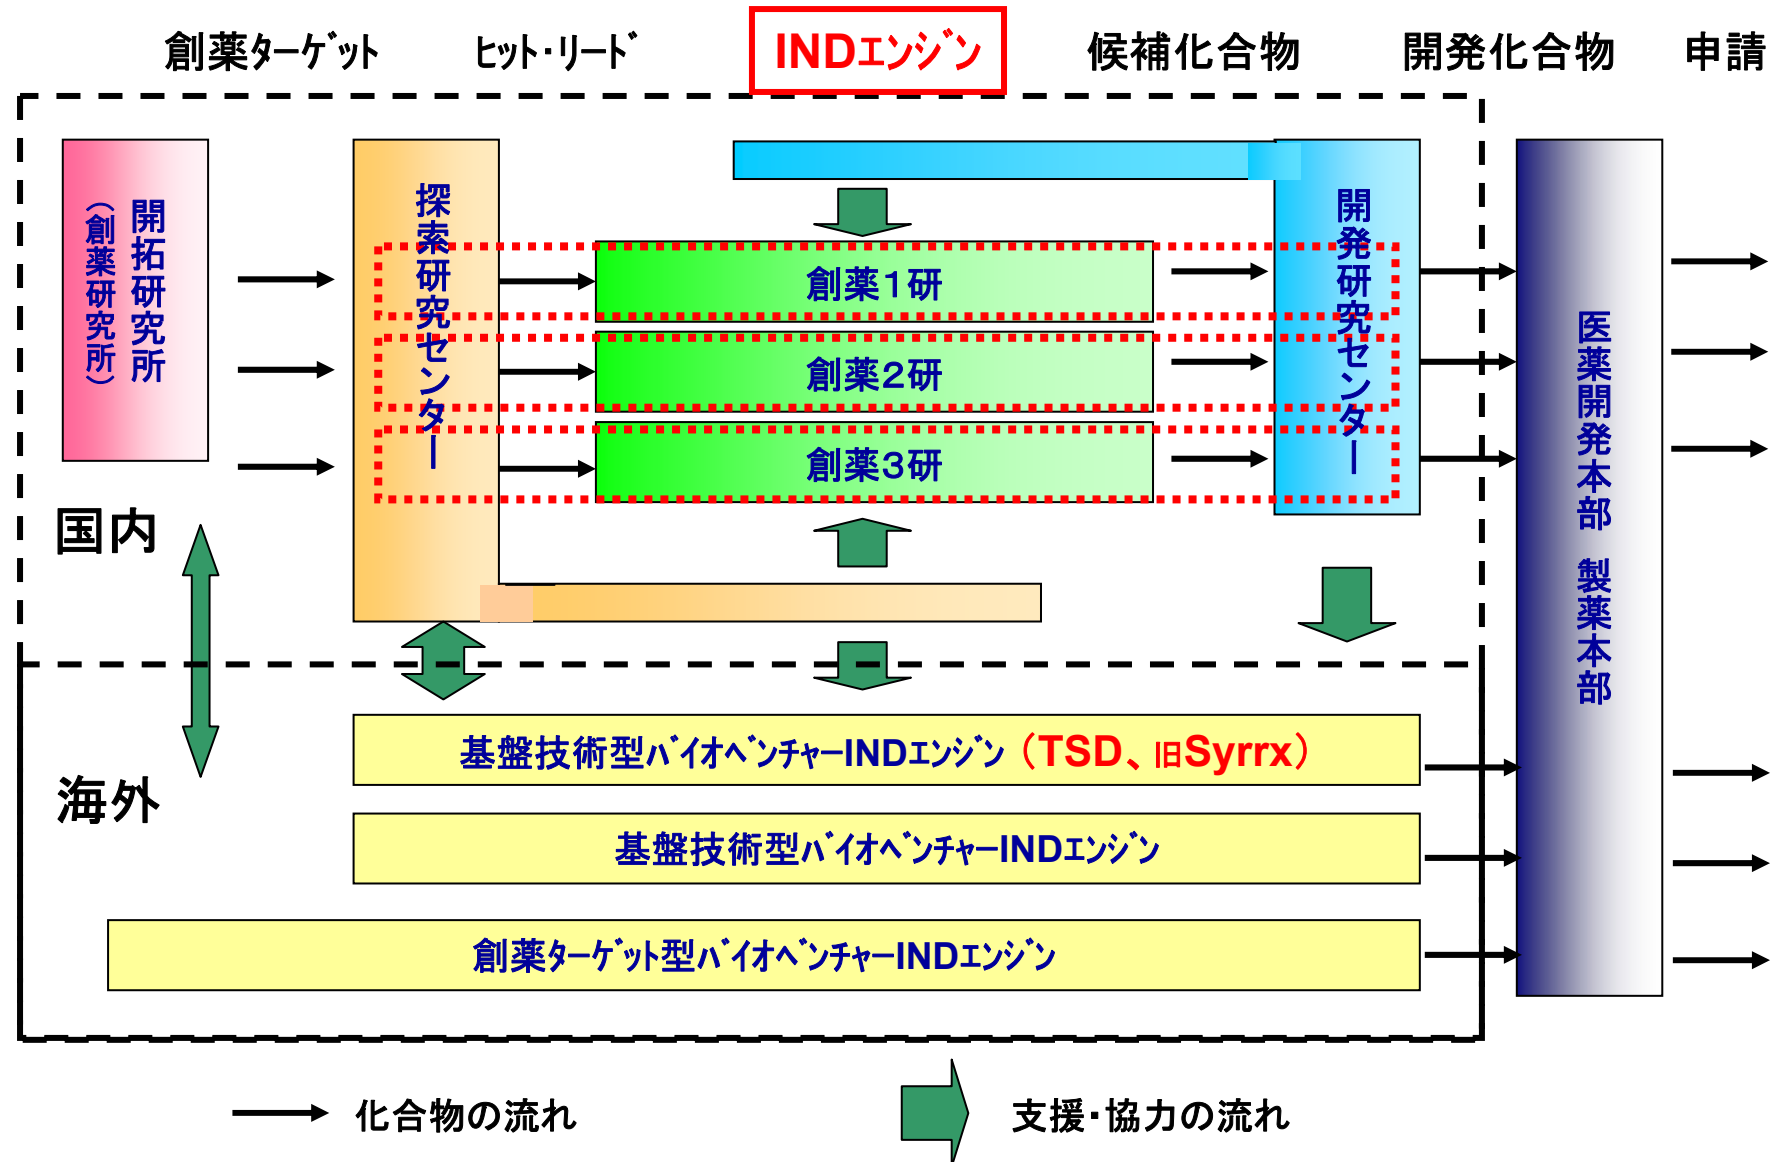 創薬ターゲット
ﾋｯﾄ・ﾘｰﾄﾞ
INDｴﾝｼﾞﾝ
候補化合物
開発化合物
申請
開拓研究所
（創薬研究所）
探索研究センター
創薬１研
創薬２研
創薬３研
開発研究センター
医薬開発本部　製薬本部
国内
海外
基盤技術型ﾊﾞｲｵﾍﾞﾝﾁｬｰINDｴﾝｼﾞﾝ（TSD、旧Syrrx）
基盤技術型ﾊﾞｲｵﾍﾞﾝﾁｬｰINDｴﾝｼﾞﾝ
創薬ﾀｰｹﾞｯﾄ型ﾊﾞｲｵﾍﾞﾝﾁｬｰINDｴﾝｼﾞﾝ
化合物の流れ
支援・協力の流れ